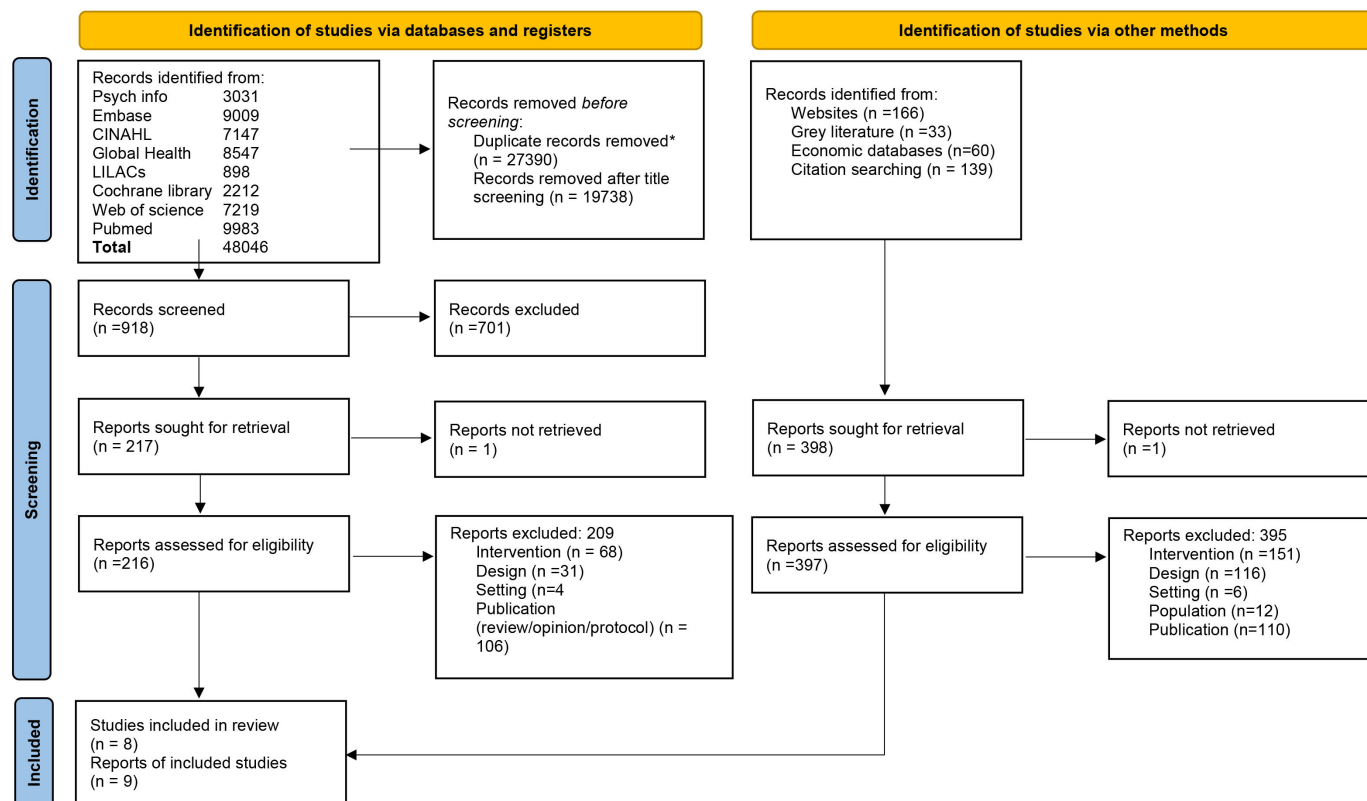 Identification of studies via databases and registers
Identification of studies via other methods
Identification
Records identified from:
Psych info 3031
Embase 9009
CINAHL 7147
Global Health 8547
LILACs 898
Cochrane library 2212
Web of science 7219
Pubmed 9983
Total 48046
Records removed before
screening:
Duplicate records removed*
(n = 27390)
Records removed after title
screening (n = 19738)
Records identified from:
Websites (n =166)
Grey literature (n =33)
Economic databases (n=60)
Citation searching (n = 139)
Screening
Records screened
(n =918)
Records excluded
(n =701)
Reports sought for retrieval
(n = 217)
Reports not retrieved
(n = 1)
Reports sought for retrieval
(n = 398)
Reports not retrieved
(n =1)
Reports assessed for eligibility
(n =216)
Reports excluded: 209
Intervention (n = 68)
Design (n =31)
Setting (n=4
Publication
(review/opinion/protocol) (n =
106)
Reports assessed for eligibility
(n =397)
Reports excluded: 395
Intervention (n =151)
Design (n =116)
Setting (n =6)
Population (n=12)
Publication (n=110)
Included
Studies included in review
(n = 8)
Reports of included studies
(n = 9)